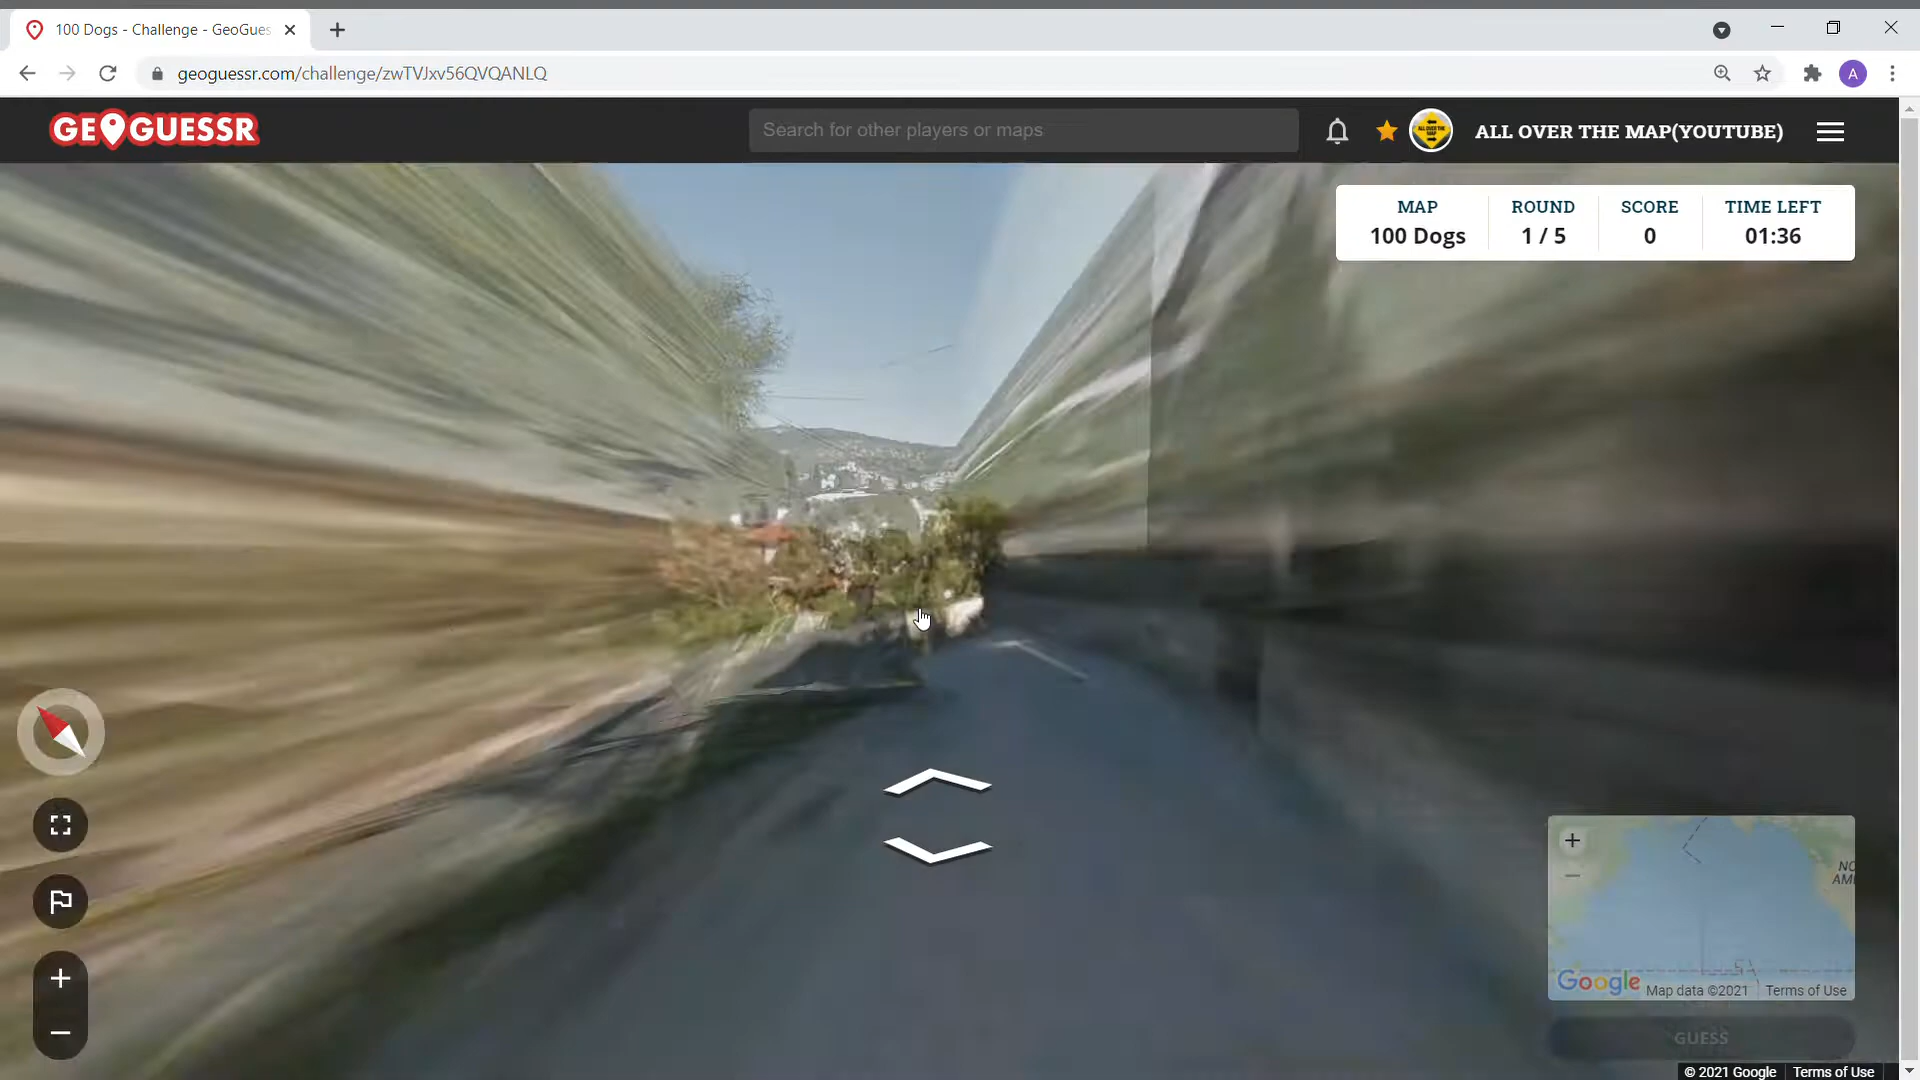 100 Dogs - Challenge - GeoGues
geoguessr.com/challenge/zwTVJxv56QVQANLQ
A
GEOGUESSR
Search for other players or maps
ALL OVER THE MAP(YOUTUBE)
MAP ROUND SCORE TIME LEFT
100 Dogs 1 / 5 0 01:36
NO
AM
Google Map data ©2021 Terms of Use
GUESS
© 2021 Google Terms of Use